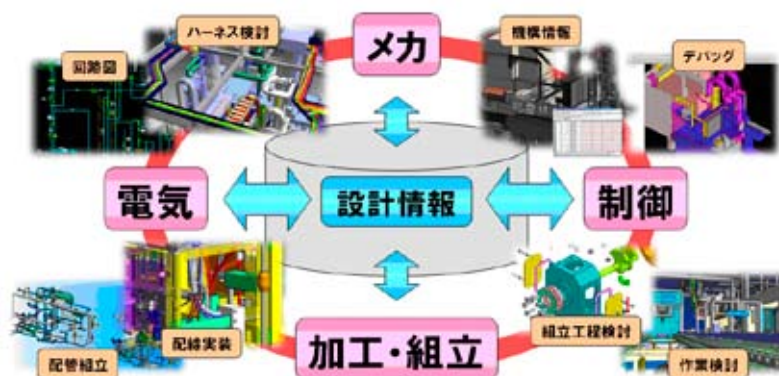 ハーネス検討
メカ
機構情報
回路図
デバッグ
電気
設計情報
制御
配管組立
配線実装
加工・組立
組立工程検討
作業検討